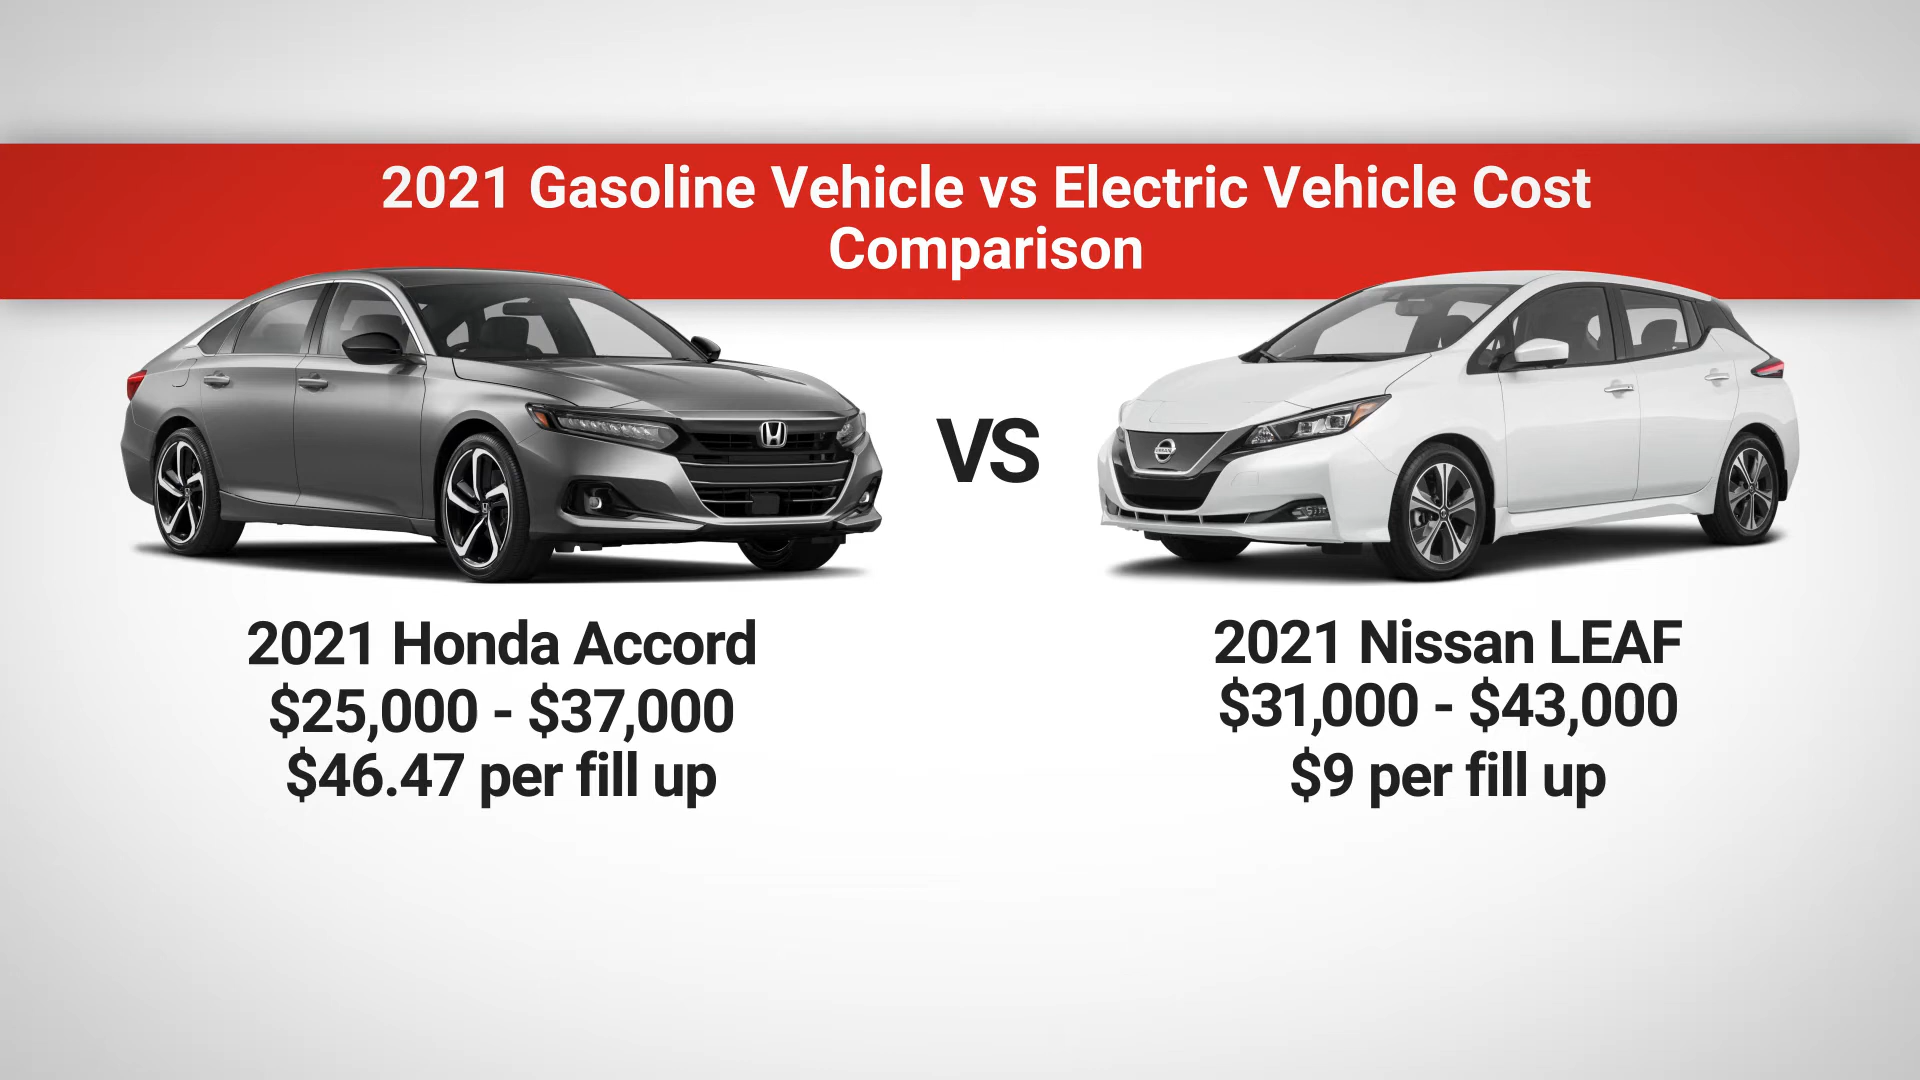 2021 Gasoline Vehicle vs Electric Vehicle Cost
Comparison
VS
2021 Honda Accord
$25,000 - $37,000
$46.47 per fill up
2021 Nissan LEAF
$31,000 - $43,000
$9 per fill up